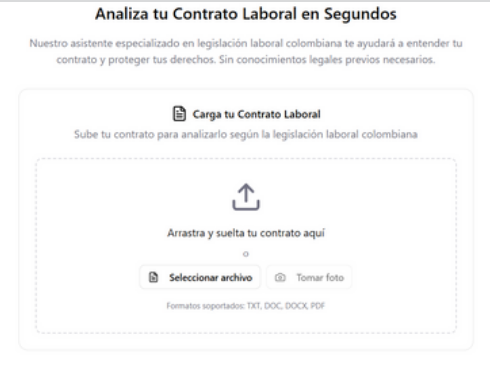 Analiza tu Contrato Laboral en Segundos
Nuestro asistente especializado en legislación laboral colombiana te ayudará a entender tu
contrato y proteger tus derechos. Sin conocimientos legales previos necesarios.
Carga tu Contrato Laboral
Sube tu contrato para analizarlo según la legislación laboral colombiana
Arrastra y suelta tu contrato aquí
o
Seleccionar archivo Tomar foto
Formatos soportados: TXT, DOC, DOCX, PDF